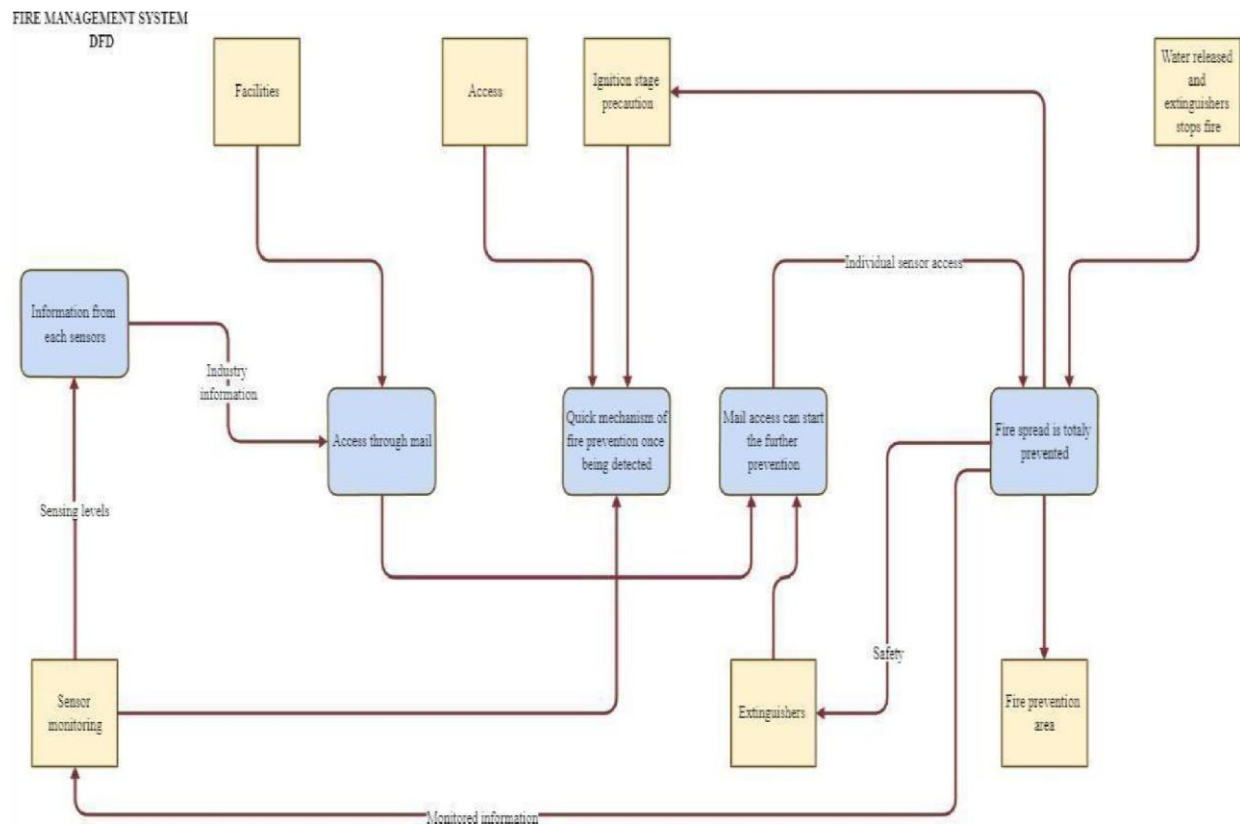 FIRE MANAGEMENT SYSTEM
DFD
Facilities
Access
Ignition stage
precaution
Water released
and
extinguishers
stops fire
Individual sensor access
Information from
each sensors
Industry
information
Access through mail
Quick mechanism of
fire prevention once
being detected
Mail access can start
the further
prevention
Fire spread is totaly
prevented
Sensing levels
Safety
Sensor
monitoring
Extinguishers
Fire prevention
area
Monitored information